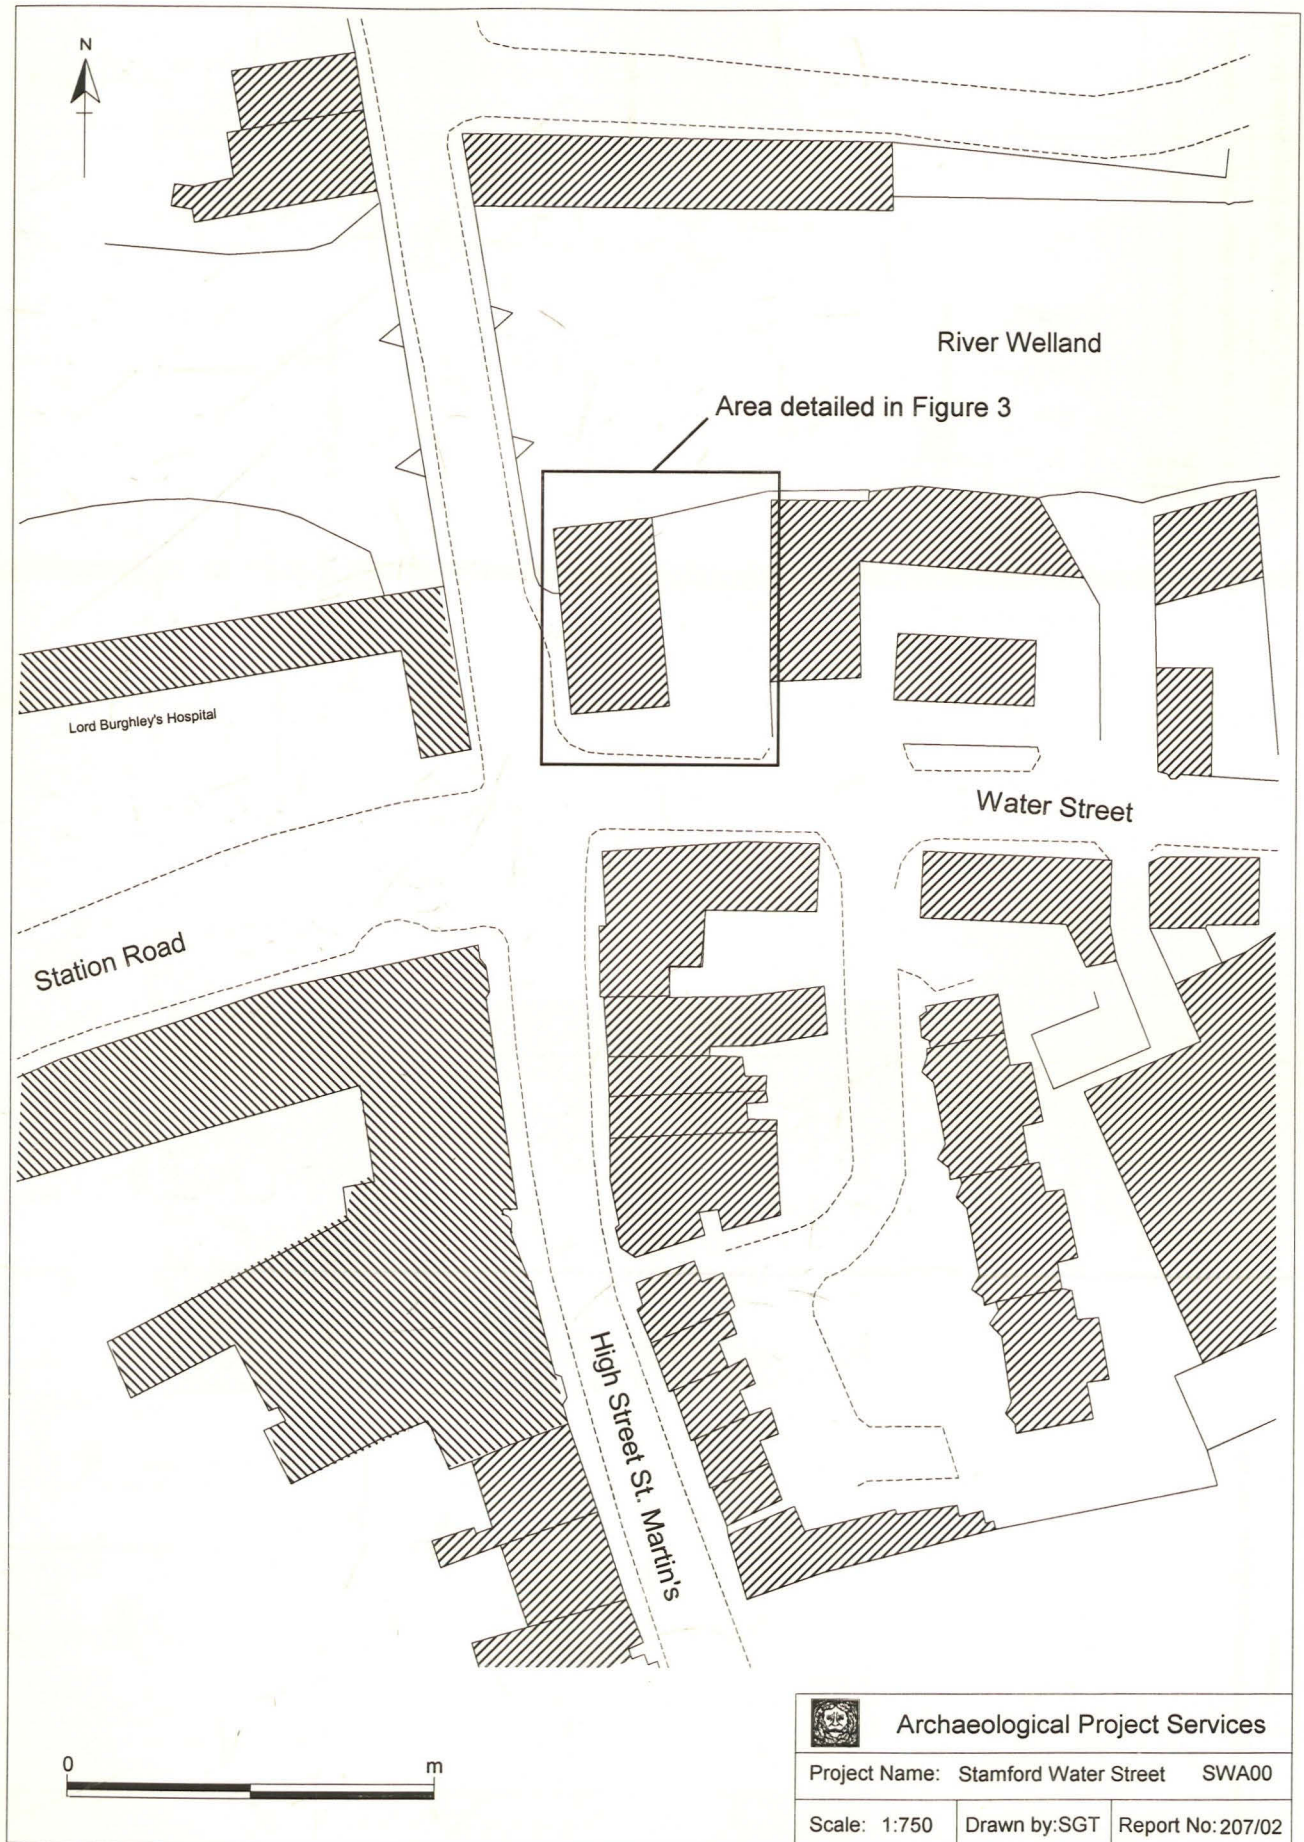 N
River Welland
Area detailed in Figure 3
Lord Burghley's Hospital
Water Street
Station Road
High Street St. Martin's
0 m
Archaeological Project Services
Project Name: Stamford Water Street SWA00
Scale: 1:750 Drawn by:SGT Report No: 207/02